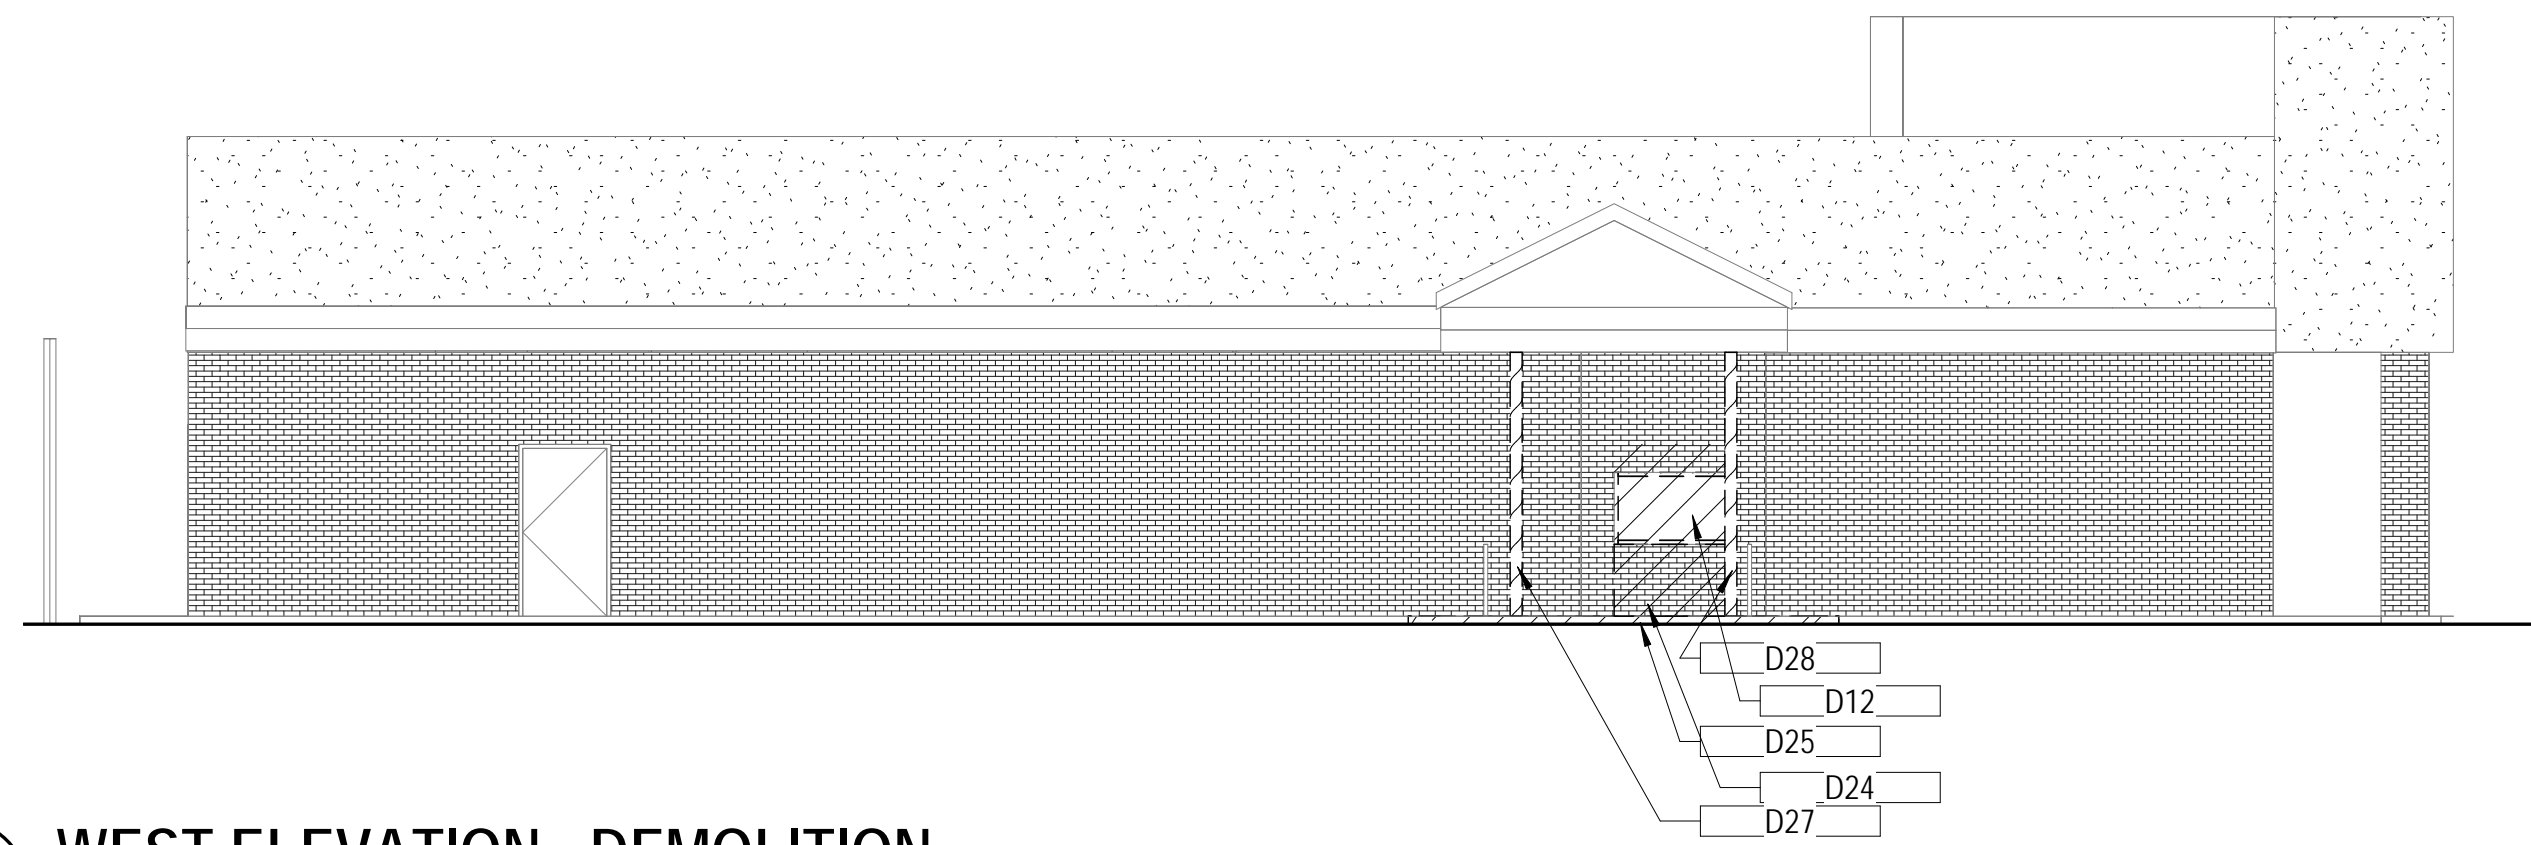 D28
D12
D25
D24
D27
WEST ELEVATION - DEMOLITION